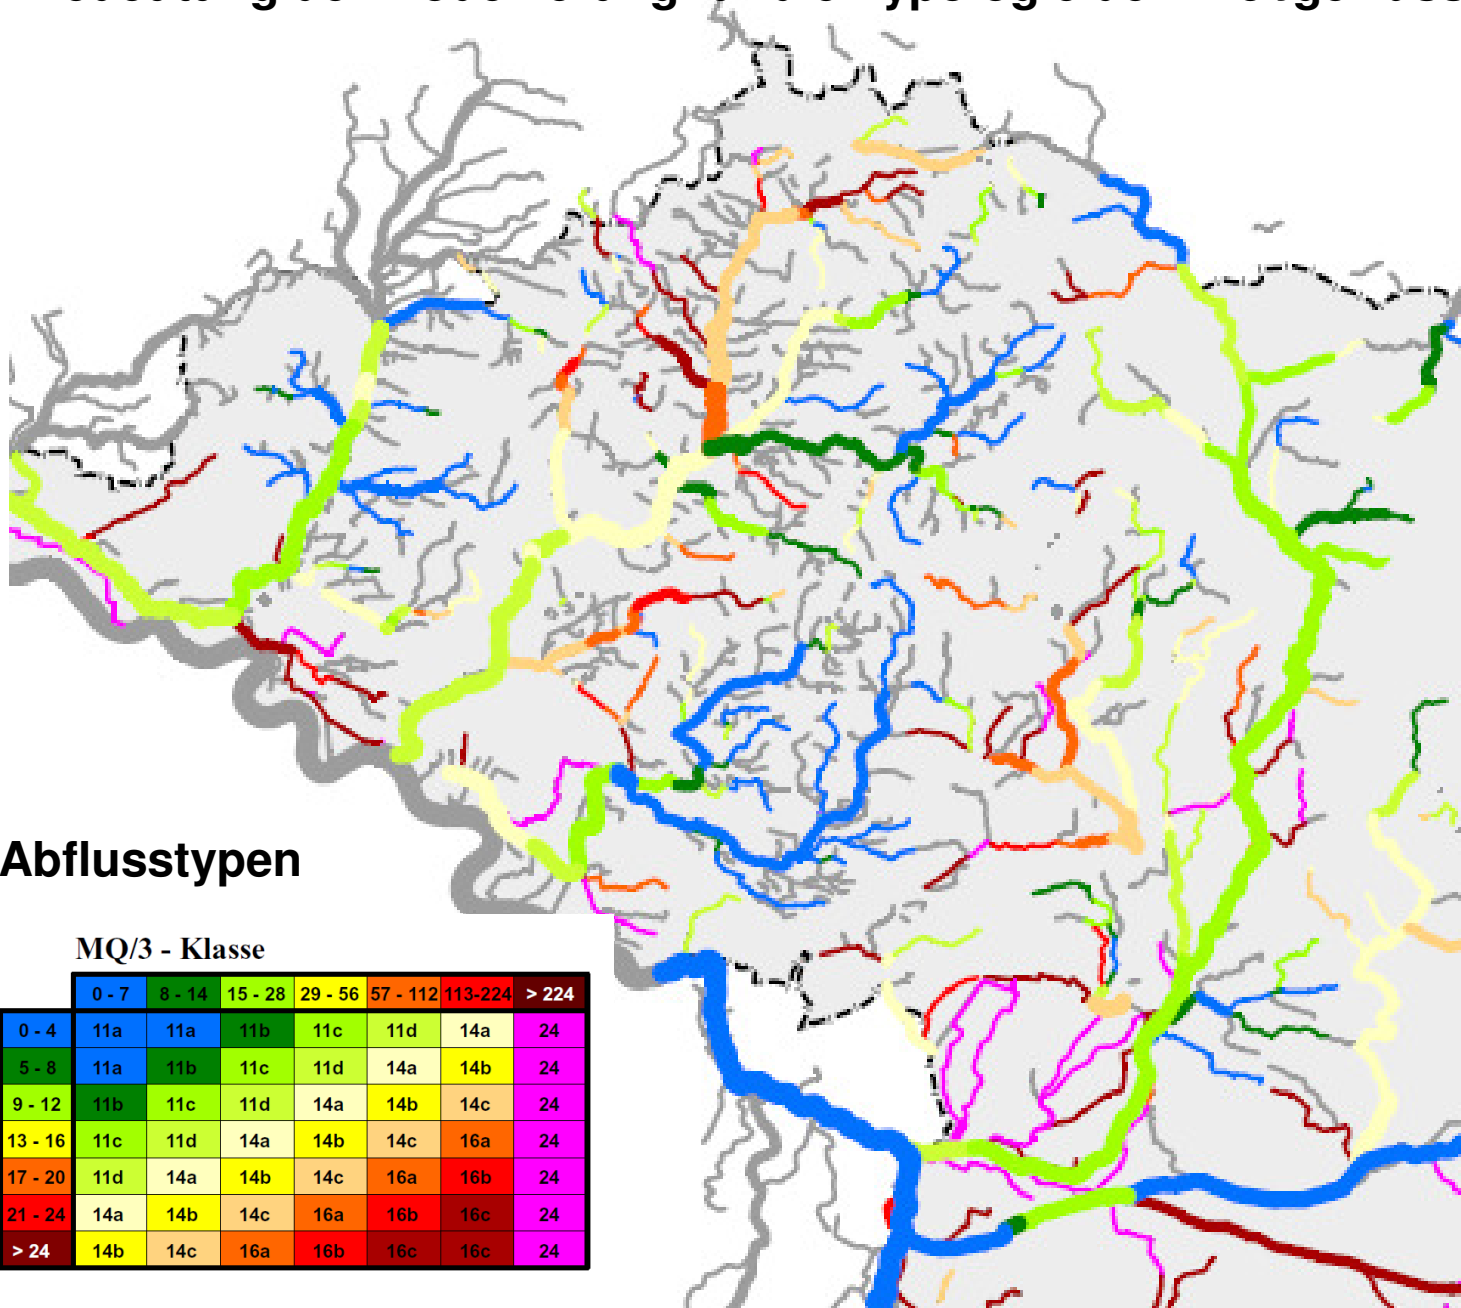 Abflusstypen
MQ/3 - Klasse
0 - 7 8 - 14 15 - 28 29 - 56 57 - 112 113-224 > 224
0 - 4 11a 11a 11b 11c 11d 14a 24
5 - 8 11a 11b 11c 11d 14a 14b 24
9 - 12 11b 11c 11d 14a 14b 14c 24
13 - 16 11c 11d 14a 14b 14c 16a 24
17 - 20 11d 14a 14b 14c 16a 16b 24
21 - 24 14a 14b 14c 16a 16b 16c 24
> 24 14b 14c 16a 16b 16c 16c 24